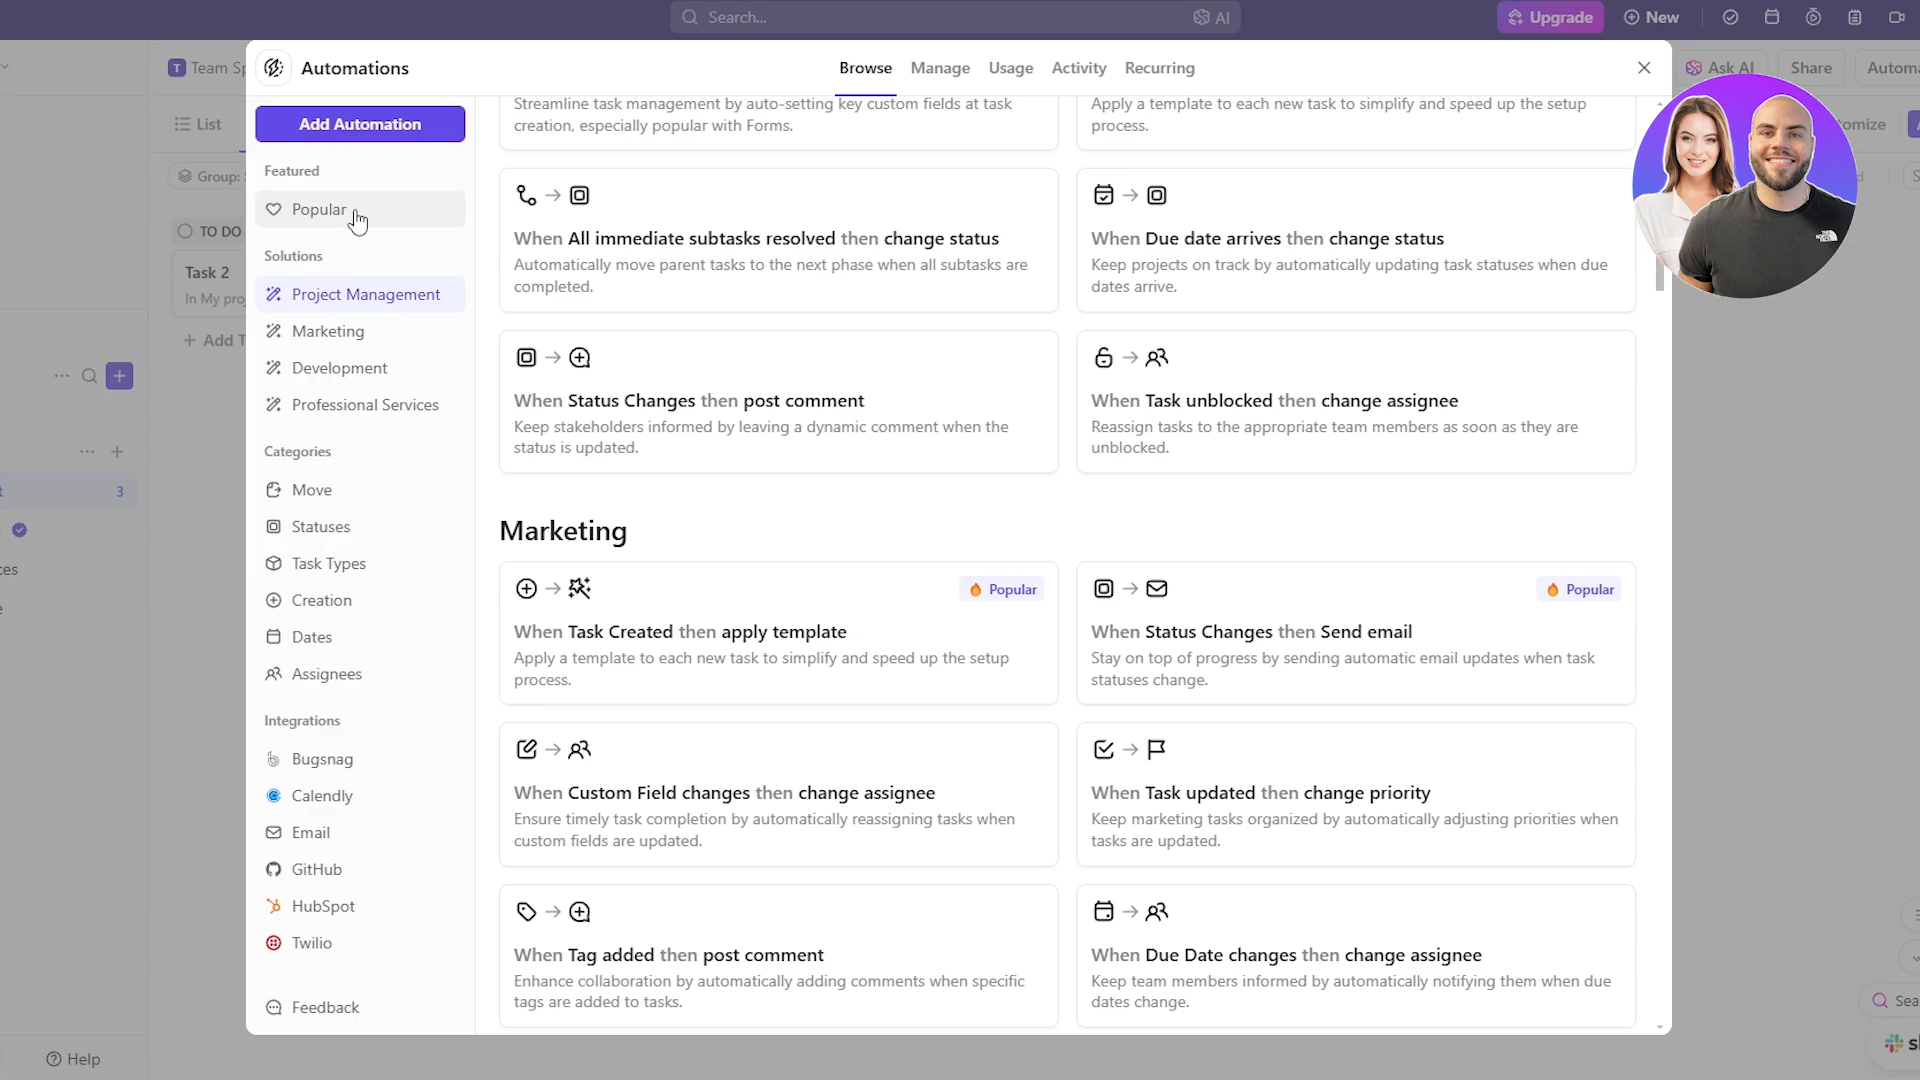 Search...
AI
Upgrade
New
Team Sp
Automations
Browse
Manage
Usage
Activity
Recurring
Ask AI
Share
Automa
Add Automation
List
Group:
TO DO
Task 2
In My proj
+ Add T
3
ces
e
Help
Featured
Popular
Solutions
Project Management
Marketing
Development
Professional Services
Categories
Move
Statuses
Task Types
Creation
Dates
Assignees
Integrations
Bugsnag
Calendly
Email
GitHub
HubSpot
Twilio
Feedback
Streamline task management by auto-setting key custom fields at task
creation, especially popular with Forms.
Apply a template to each new task to simplify and speed up the setup
process.
When All immediate subtasks resolved then change status
Automatically move parent tasks to the next phase when all subtasks are
completed.
When Due date arrives then change status
Keep projects on track by automatically updating task statuses when due
dates arrive.
When Status Changes then post comment
Keep stakeholders informed by leaving a dynamic comment when the
status is updated.
When Task unblocked then change assignee
Reassign tasks to the appropriate team members as soon as they are
unblocked.
Marketing
Popular
When Task Created then apply template
Apply a template to each new task to simplify and speed up the setup
process.
Popular
When Status Changes then Send email
Stay on top of progress by sending automatic email updates when task
statuses change.
When Custom Field changes then change assignee
Ensure timely task completion by automatically reassigning tasks when
custom fields are updated.
When Task updated then change priority
Keep marketing tasks organized by automatically adjusting priorities when
tasks are updated.
When Tag added then post comment
Enhance collaboration by automatically adding comments when specific
tags are added to tasks.
When Due Date changes then change assignee
Keep team members informed by automatically notifying them when due
dates change.
tomize
Sea
sl